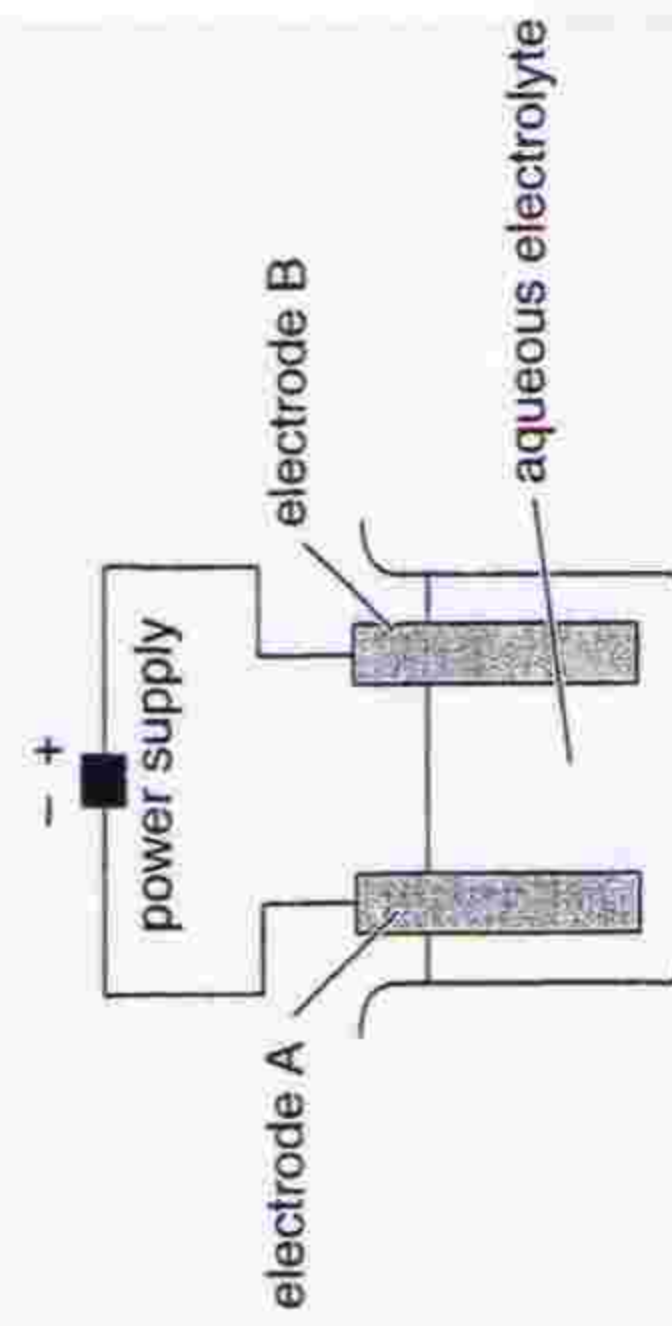 − +
power supply
electrode A
electrode B
aqueous electrolyte